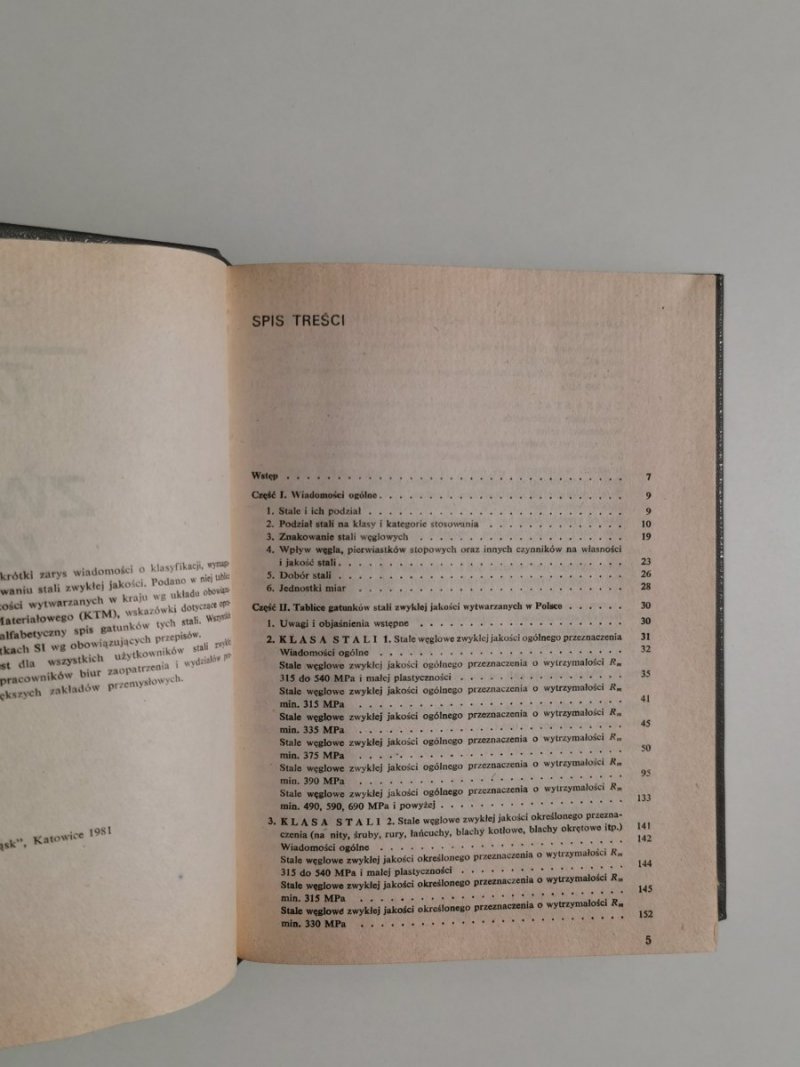 krótki zarys wiadomości o klasyfikacji,
waniu stali zwykłej jakości. Podano w niej
ości wytwarzanych w kraju wg układu
Materiałowego (KTM), wskazówki dotyczące
alfabetyczny spis gatunków tych stali.
tkach SI wg obowiązujących przepisów.
st dla wszystkich użytkowników stali
pracowników biur zaopatrzenia i wydziałów
ększych zakładów przemysłowych.
ąsk", Katowice 1981
SPIS TREŚCI
Wstęp . . . . . . . . . . 7
Część I. Wiadomości ogólne . . . . . . . . . . 9
1. Stale i ich podział . . . . . . . . . . 9
2. Podział stali na klasy i kategorie stosowania . . . . . . . . . . 10
3. Znakowanie stali węglowych . . . . . . . . . . 19
4. Wpływ węgla, pierwiastków stopowych oraz innych czynników na własności
i jakość stali . . . . . . . . . . 23
5. Dobór stali . . . . . . . . . . 26
6. Jednostki miar . . . . . . . . . . 28
Część II. Tablice gatunków stali zwykłej jakości wytwarzanych w Polsce . . . . . . 30
1. Uwagi i objaśnienia wstępne . . . . . . . . . . 30
2. KLASA STALI 1. Stale węglowe zwykłej jakości ogólnego przeznaczenia 31
Wiadomości ogólne . . . . . . . . . . 32
Stale węglowe zwykłej jakości ogólnego przeznaczenia o wytrzymałości Rm
315 do 540 MPa i małej plastyczności . . . . . . . . . . 35
Stale węglowe zwykłej jakości ogólnego przeznaczenia o wytrzymałości Rm
min. 315 MPa . . . . . . . . . . 41
Stale węglowe zwykłej jakości ogólnego przeznaczenia o wytrzymałości Rm
min. 335 MPa . . . . . . . . . . 45
Stale węglowe zwykłej jakości ogólnego przeznaczenia o wytrzymałości Rm
min. 375 MPa . . . . . . . . . . 50
Stale węglowe zwykłej jakości ogólnego przeznaczenia o wytrzymałości Rm
min. 390 MPa . . . . . . . . . . 95
Stale węglowe zwykłej jakości ogólnego przeznaczenia o wytrzymałości Rm
min. 490, 590, 690 MPa i powyżej . . . . . . . . . . 133
3. KLASA STALI 2. Stale węglowe zwykłej jakości określonego przezna-
czenia (na nity, śruby, rury, łańcuchy, blachy kotłowe, blachy okrętowe itp.) 141
Wiadomości ogólne . . . . . . . . . . 142
Stale węglowe zwykłej jakości określonego przeznaczenia o wytrzymałości Rm
315 do 540 MPa i małej plastyczności . . . . . . . . . . 144
Stale węglowe zwykłej jakości określonego przeznaczenia o wytrzymałości Rm
min. 315 MPa . . . . . . . . . . 145
Stale węglowe zwykłej jakości określonego przeznaczenia o wytrzymałości Rm
min. 330 MPa . . . . . . . . . . 152
5